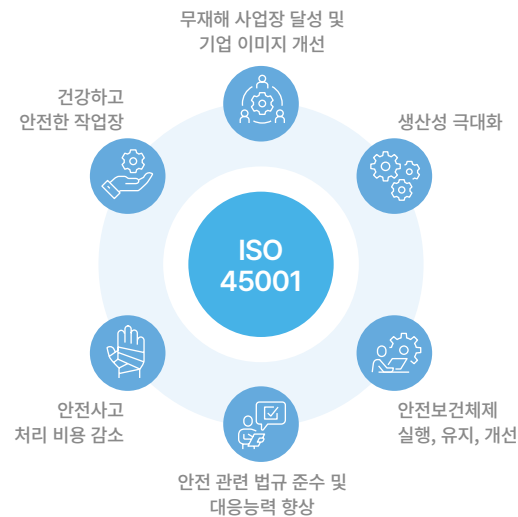 무재해 사업장 달성 및
기업 이미지 개선
건강하고
안전한 작업장
생산성 극대화
ISO
45001
안전사고
처리 비용 감소
안전보건체제
실행, 유지, 개선
안전 관련 법규 준수 및
대응능력 향상